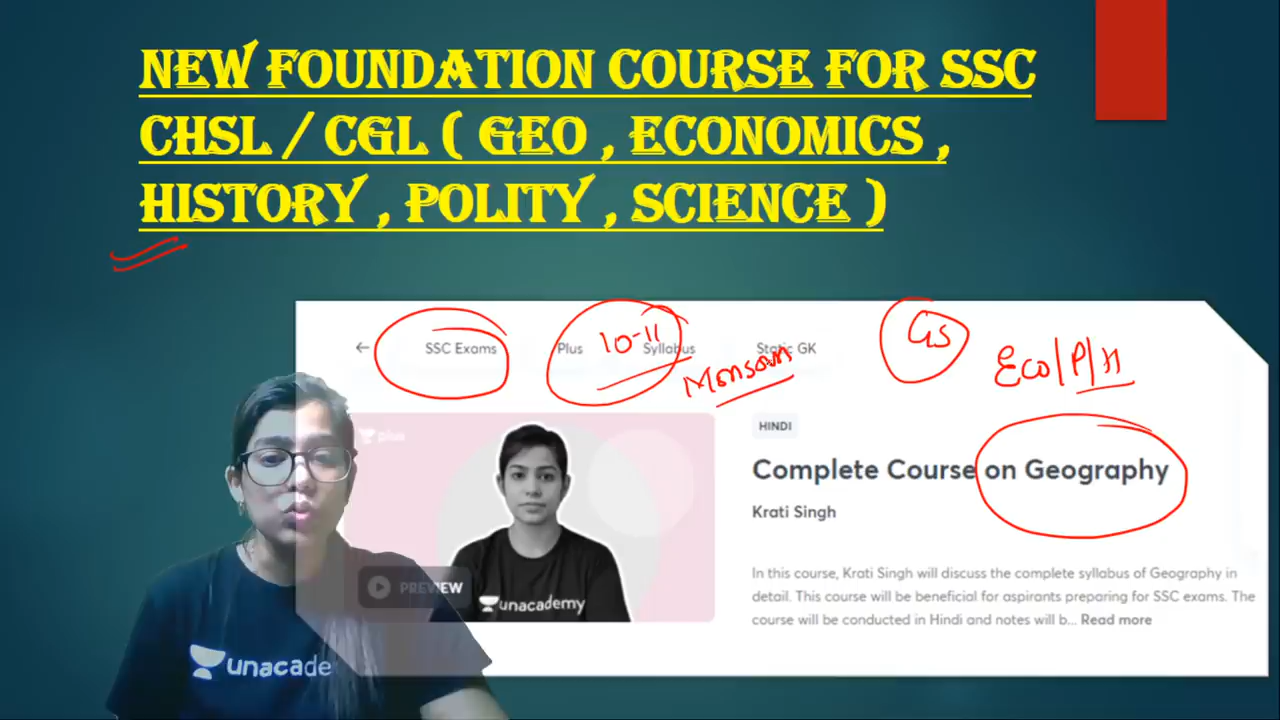 NEW FOUNDATION COURSE FOR SSC
CHSL / CGL ( GEO , ECONOMICS ,
HISTORY , POLITY , SCIENCE )
← SSC Exams Plus Syllabus Static GK
10-11
Monsoon
GS
Eco/P/H
plus
HINDI
Complete Course on Geography
Krati Singh
PREVIEW
unacademy
In this course, Krati Singh will discuss the complete syllabus of Geography in
detail. This course will be beneficial for aspirants preparing for SSC exams. The
course will be conducted in Hindi and notes will b... Read more
unacade